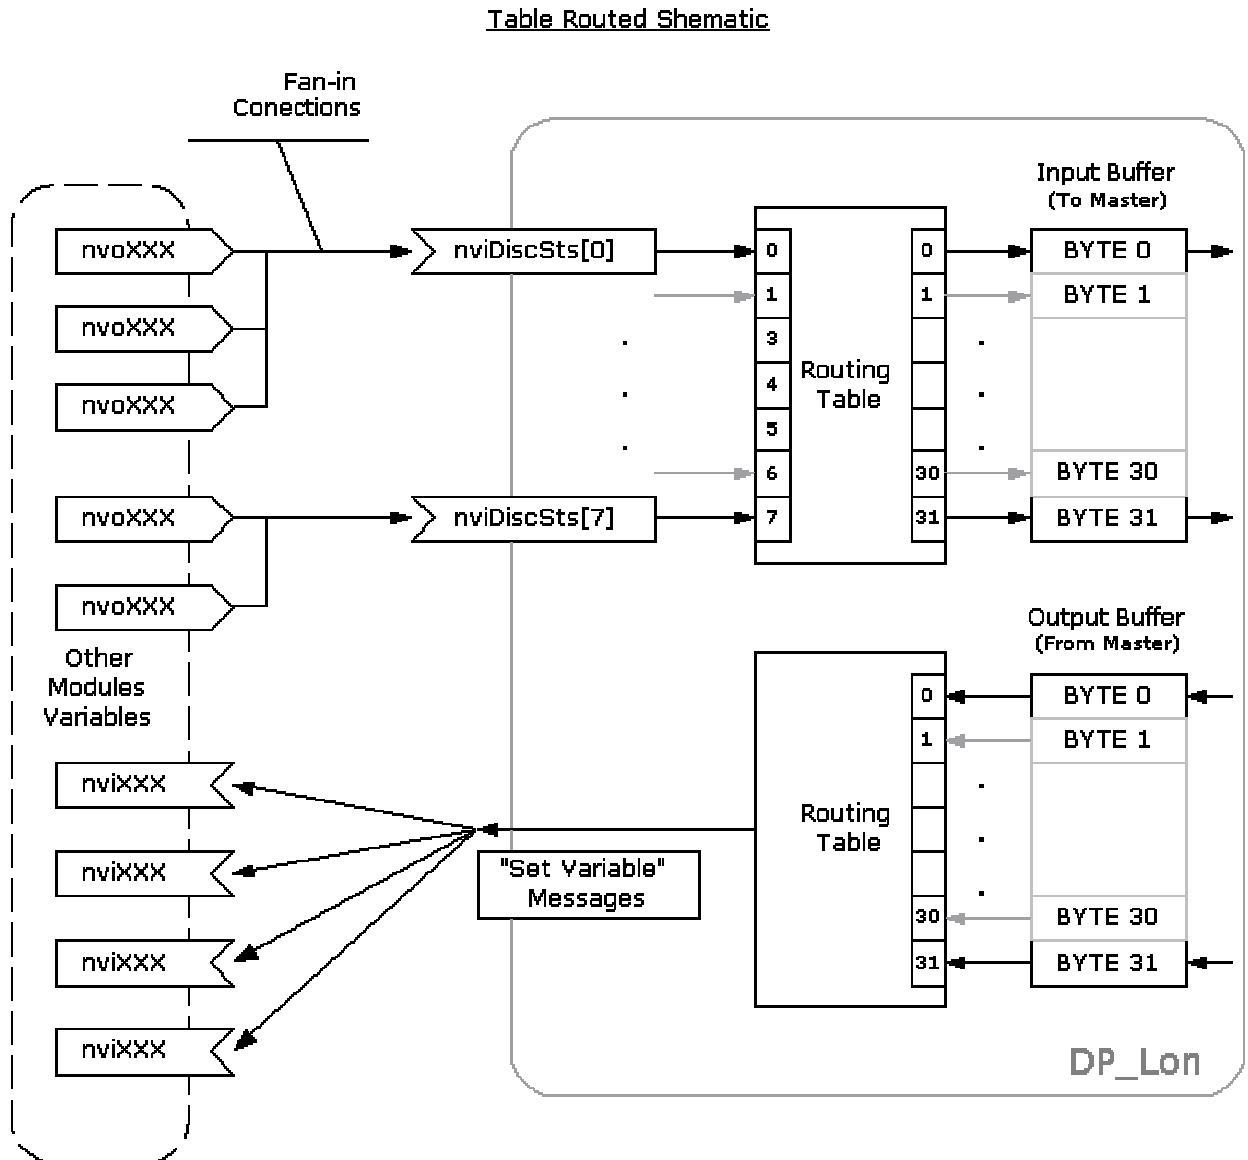 Table Routed Shematic
Fan-in
Conections
Input Buffer
(To Master)
nvoXXX
nviDiscSts[0]
0
0
BYTE 0
1
1
BYTE 1
nvoXXX
3
Routing
Table
4
nvoXXX
5
6
30
BYTE 30
nvoXXX
nviDiscSts[7]
7
31
BYTE 31
nvoXXX
Output Buffer
(From Master)
Other
Modules
Variables
0
BYTE 0
1
BYTE 1
nviXXX
Routing
Table
nviXXX
"Set Variable"
Messages
30
BYTE 30
nviXXX
31
BYTE 31
nviXXX
DP_Lon